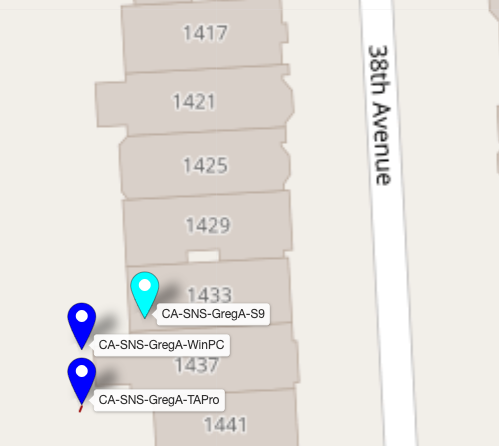 1417
1421
38th Avenue
1425
1429
1433
CA-SNS-GregA-S9
CA-SNS-GregA-WinPC
1437
CA-SNS-GregA-TAPro
1441